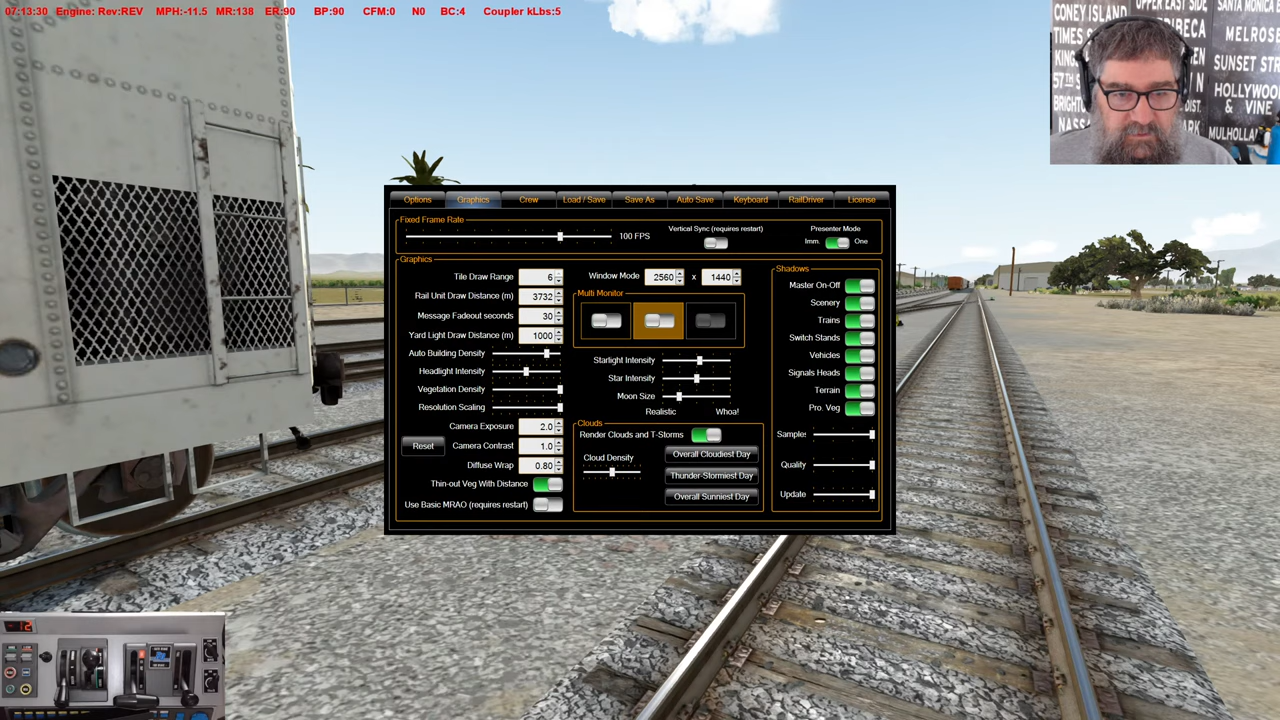 07:13:30 Engine: Rev:REV MPH:-11.5 MR:138 ER:90 BP:90 CFM:0 N0 BC:4 Coupler kLbs:5
CONEY ISLAND
UPPER EAST SIDE
SANTA MONICA
MELROSE
SUNSET STR
HOLLYWOOD
& VINE
MULHOLLA
57TH
Options Graphics Crew Load / Save Save As Auto Save Keyboard RailDriver License
Fixed Frame Rate
100 FPS
Vertical Sync (requires restart)
Presenter Mode
Imm. One
Graphics
Tile Draw Range 6
Rail Unit Draw Distance (m) 3732
Message Fadeout seconds 30
Yard Light Draw Distance (m) 1000
Auto Building Density
Headlight Intensity
Vegetation Density
Resolution Scaling
Camera Exposure 2.0
Reset Camera Contrast 1.0
Diffuse Wrap 0.80
Thin-out Veg With Distance
Use Basic MRAO (requires restart)
Window Mode 2560 x 1440
Multi Monitor
Starlight Intensity
Star Intensity
Moon Size
Realistic Whoa!
Clouds
Render Clouds and T-Storms
Cloud Density
Overall Cloudiest Day
Thunder-Stormiest Day
Overall Sunniest Day
Shadows
Master On-Off
Scenery
Trains
Switch Stands
Vehicles
Signals Heads
Terrain
Pro. Veg
Samples
Quality
Update